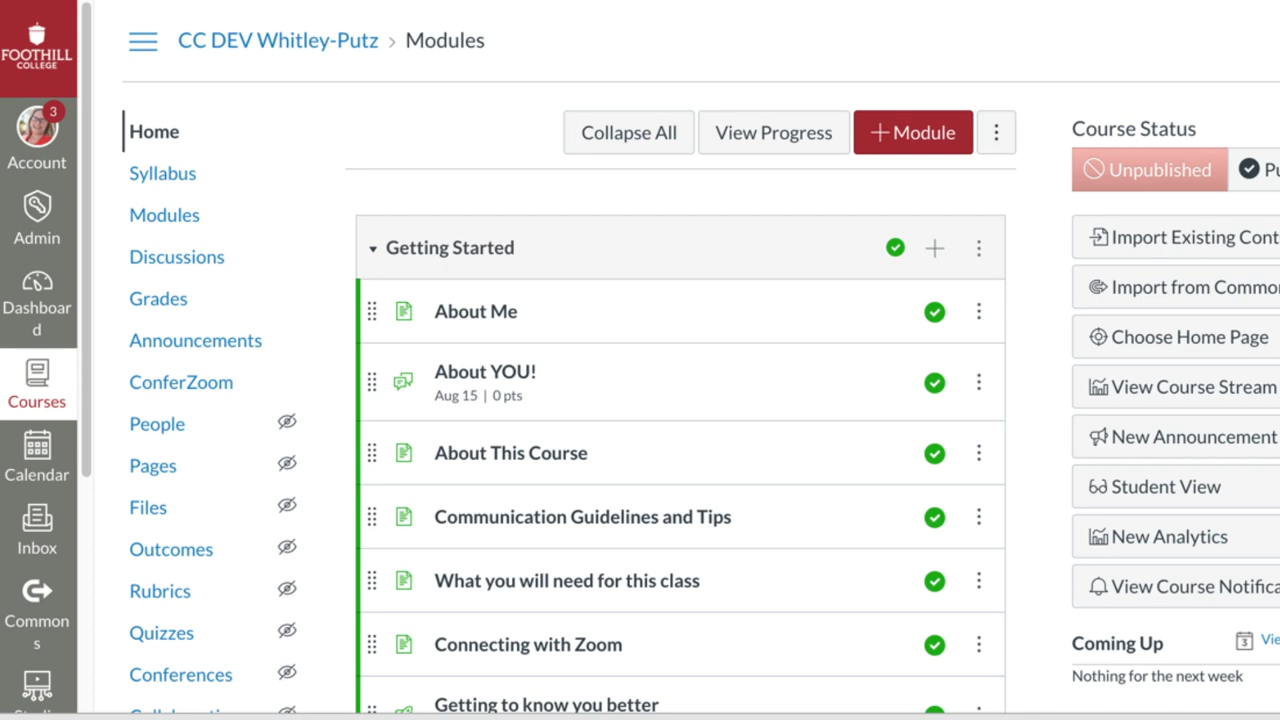 FOOTHILL
COLLEGE
3
Account
Admin
Dashboar
d
Courses
Calendar
Inbox
Common
s
CC DEV Whitley-Putz › Modules
Home
Syllabus
Modules
Discussions
Grades
Announcements
ConferZoom
People
Pages
Files
Outcomes
Rubrics
Quizzes
Conferences
Collapse All
View Progress
+ Module
Getting Started
About Me
About YOU!
Aug 15 | 0 pts
About This Course
Communication Guidelines and Tips
What you will need for this class
Connecting with Zoom
Getting to know you better
Course Status
Unpublished
Pu
Import Existing Cont
Import from Commo
Choose Home Page
View Course Stream
New Announcement
Student View
New Analytics
View Course Notifica
Coming Up
3
Vie
Nothing for the next week